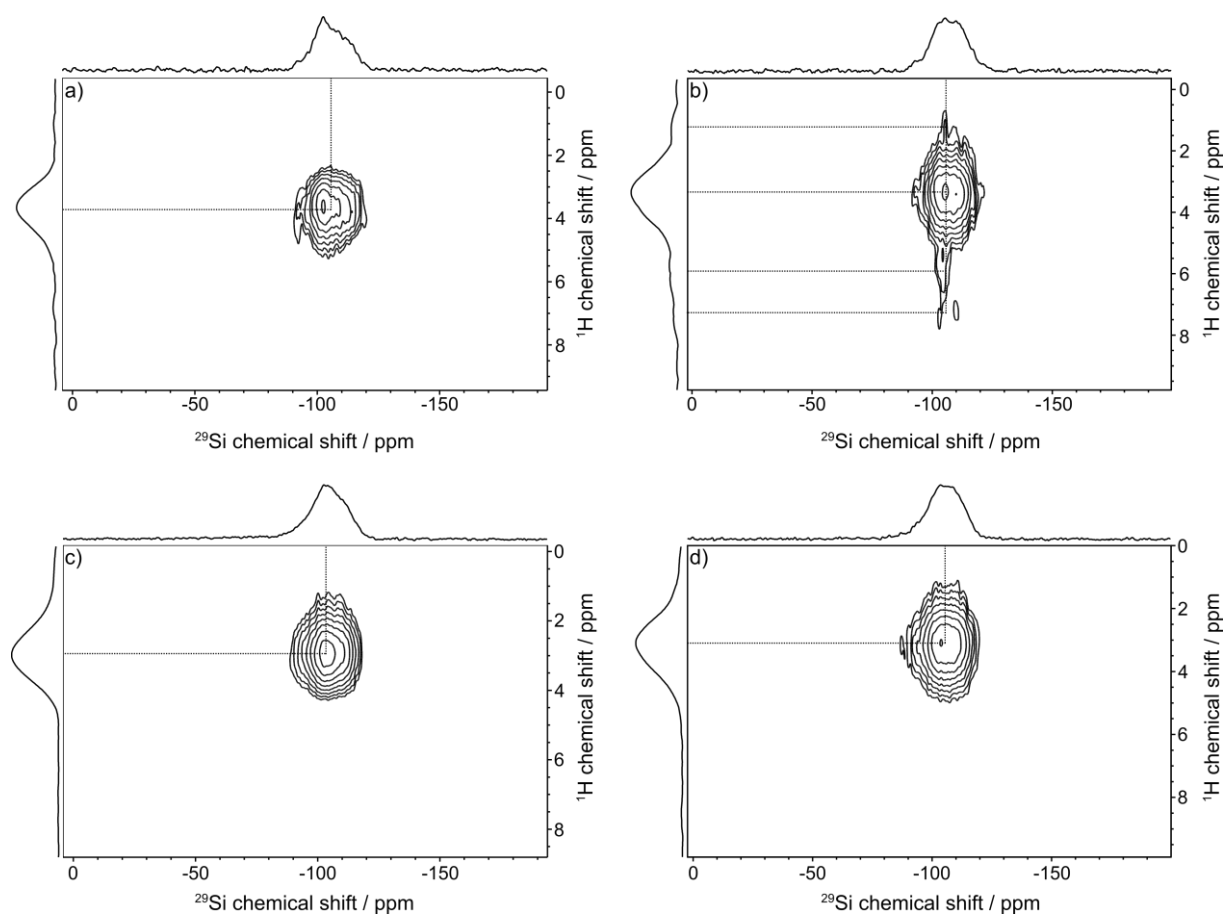 a)
0
2
4
6
8
¹H chemical shift / ppm
0 -50 -100 -150
²⁹Si chemical shift / ppm
b)
0
2
4
6
8
¹H chemical shift / ppm
0 -50 -100 -150
²⁹Si chemical shift / ppm
c)
0
2
4
6
8
¹H chemical shift / ppm
0 -50 -100 -150
²⁹Si chemical shift / ppm
d)
0
2
4
6
8
¹H chemical shift / ppm
0 -50 -100 -150
²⁹Si chemical shift / ppm